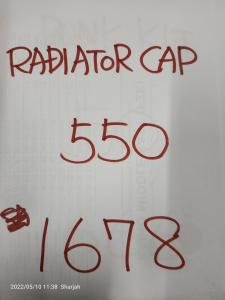 RADIATOR CAP
550
1678
2022/05/10 11:38 Sharjah